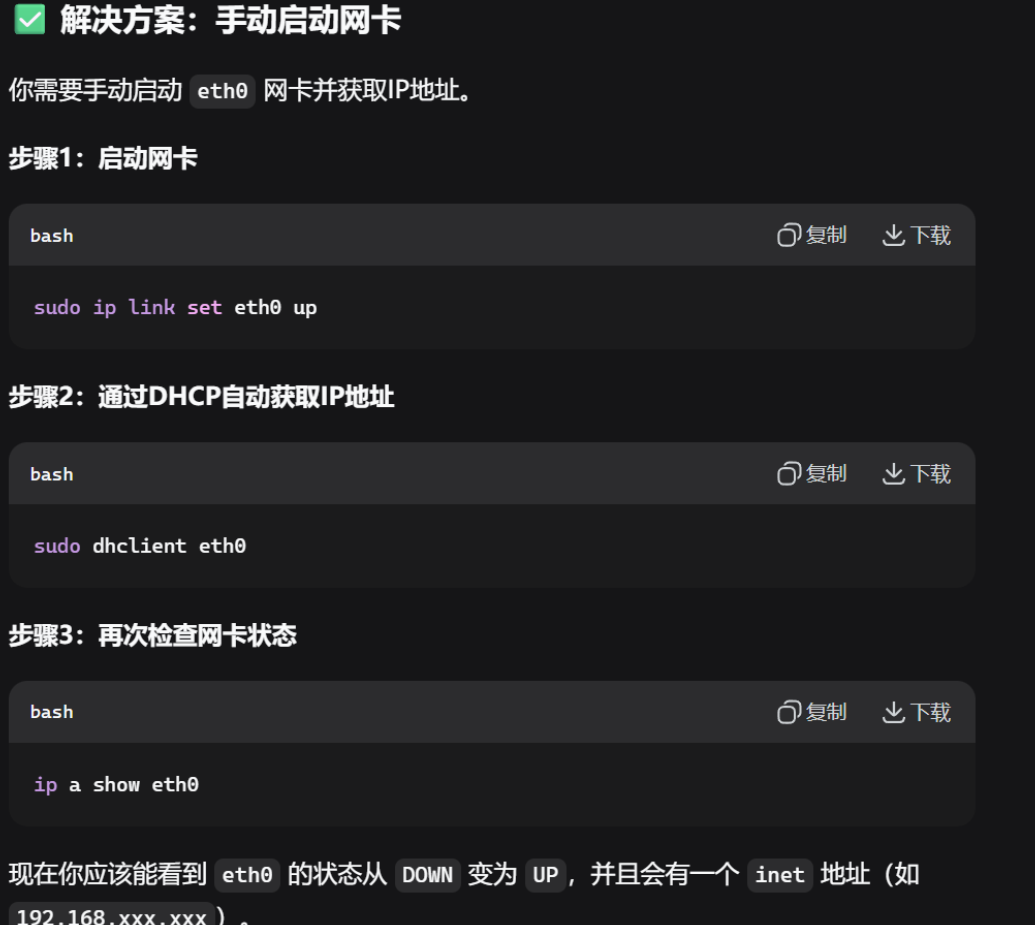 ✅ 解决方案：手动启动网卡
你需要手动启动 eth0 网卡并获取IP地址。
步骤1：启动网卡
bash 复制 下载
sudo ip link set eth0 up
步骤2：通过DHCP自动获取IP地址
bash 复制 下载
sudo dhclient eth0
步骤3：再次检查网卡状态
bash 复制 下载
ip a show eth0
现在你应该能看到 eth0 的状态从 DOWN 变为 UP，并且会有一个 inet 地址（如
192.168.xxx.xxx）。